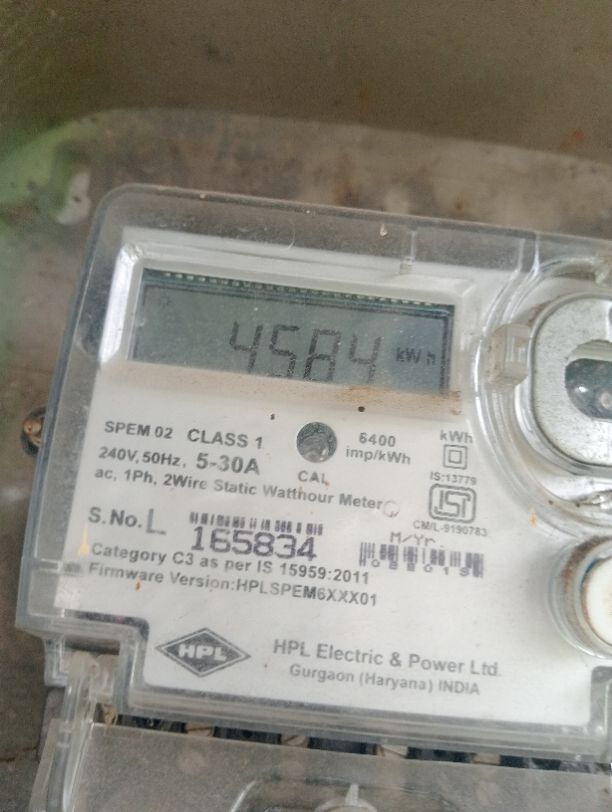 4584 kWh
SPEM 02 CLASS 1
240V, 50Hz, 5-30A
ac, 1Ph, 2Wire Static Watthour Meter
CAL
6400
imp/kWh
kWh
IS:13779
ISI
CM/L-9190783
S.No. L 165834
M/Yr.
Category C3 as per IS 15959:2011
Firmware Version:HPLSPEM6XXX01
HPL
HPL Electric & Power Ltd.
Gurgaon (Haryana) INDIA